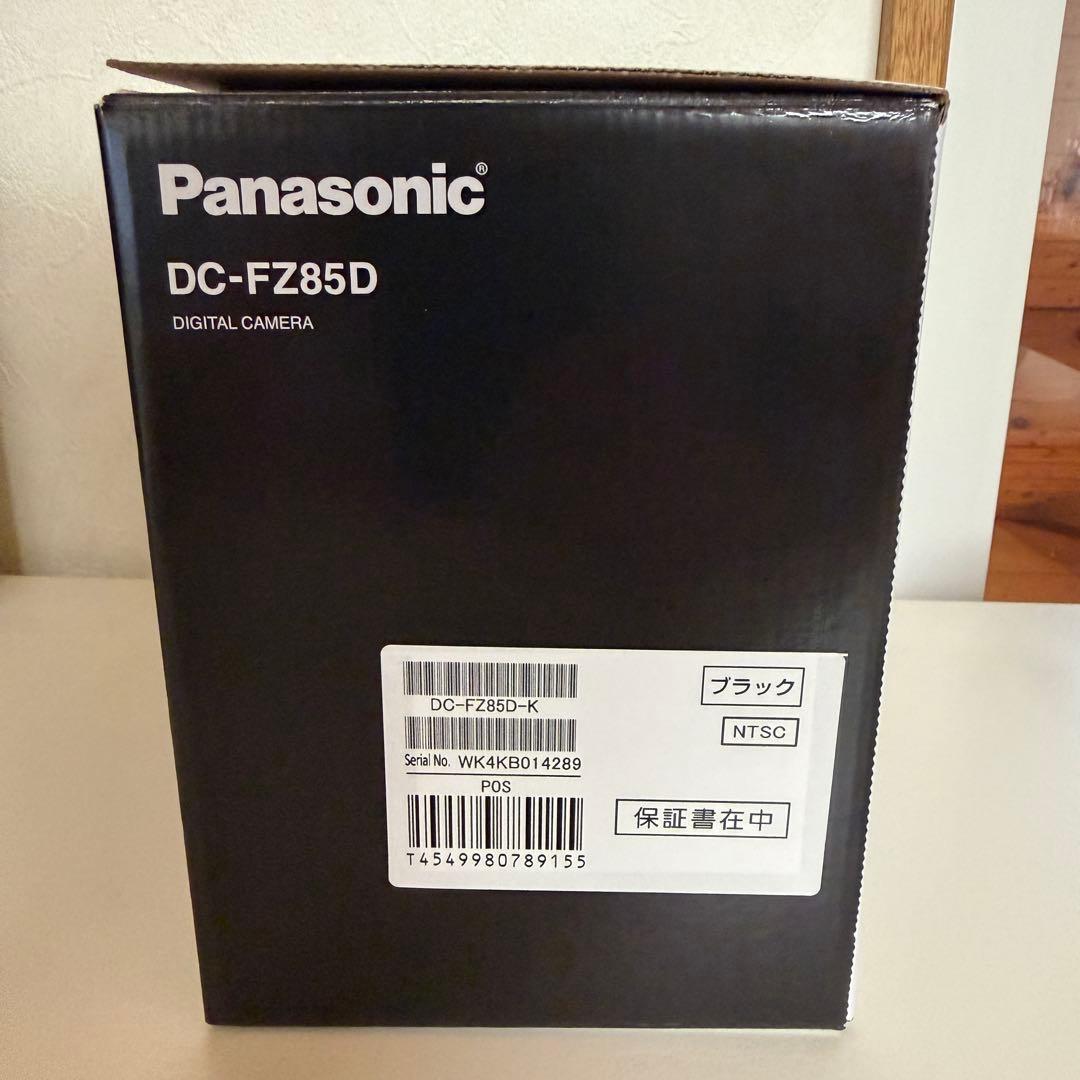 Panasonic®
DC-FZ85D
DIGITAL CAMERA
DC-FZ85D-K
ブラック
NTSC
Serial No. WK4KB014289
POS
保証書在中
T4549980789155